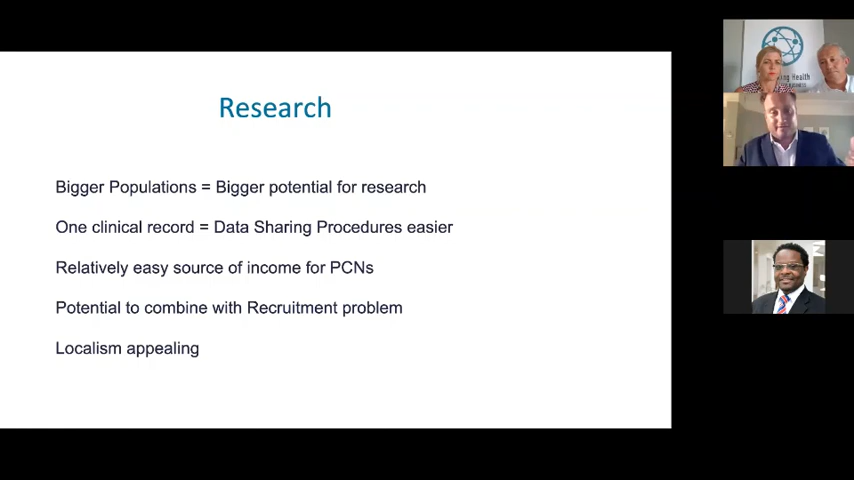 Research
Bigger Populations = Bigger potential for research
One clinical record = Data Sharing Procedures easier
Relatively easy source of income for PCNs
Potential to combine with Recruitment problem
Localism appealing
Health